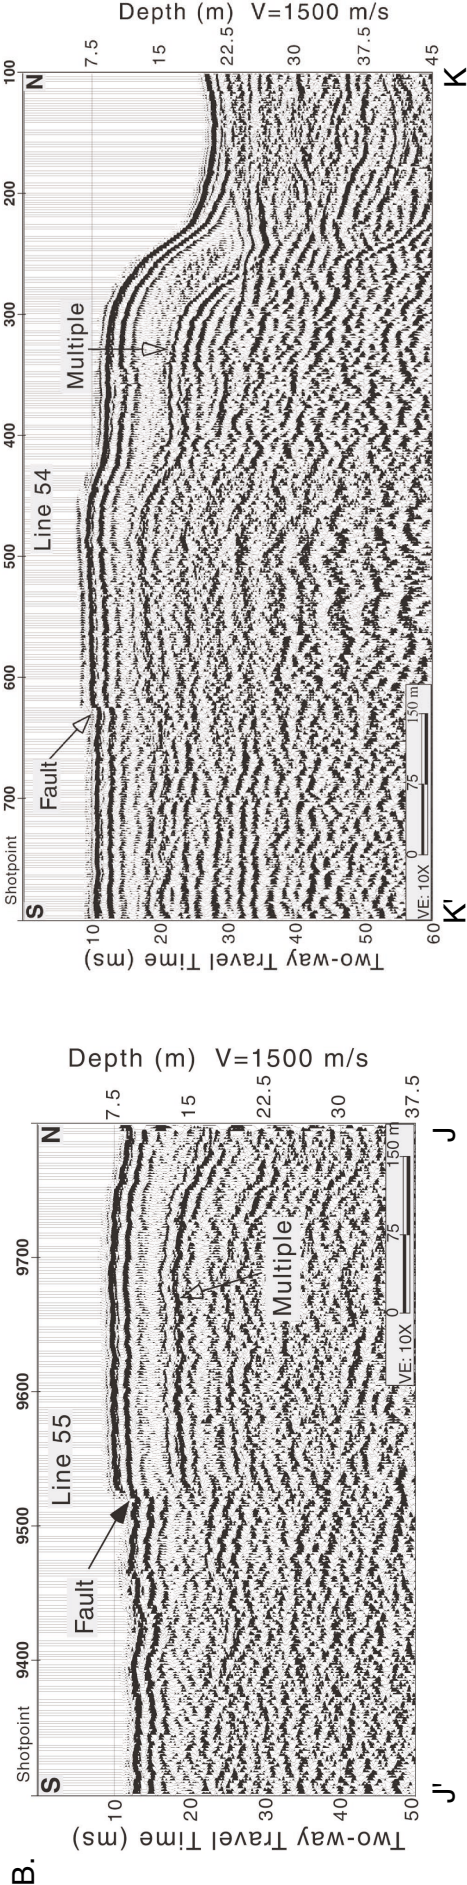 B.
Shotpoint
9400
9500
9600
9700
S
Line 55
N
Fault
Multiple
Two-way Travel Time (ms)
10
20
30
40
50
Depth (m) V=1500 m/s
7.5
15
22.5
30
37.5
VE: 10X
0
75
150 m
J'
J
Shotpoint
700
600
500
400
300
200
100
S
Line 54
N
Fault
Multiple
Two-way Travel Time (ms)
10
20
30
40
50
60
Depth (m) V=1500 m/s
7.5
15
22.5
30
37.5
45
VE: 10X
0
75
150 m
K'
K